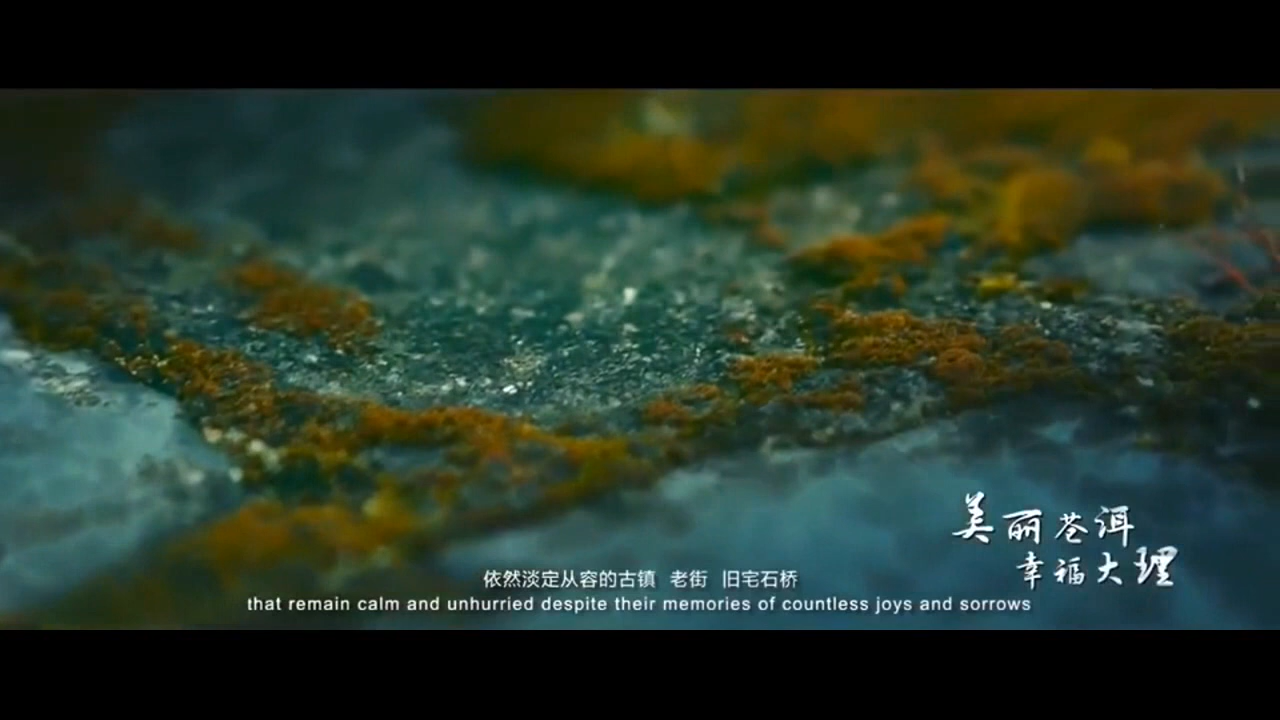 美丽苍洱
幸福大理
依然淡定从容的古镇 老街 旧宅石桥
that remain calm and unhurried despite their memories of countless joys and sorrows